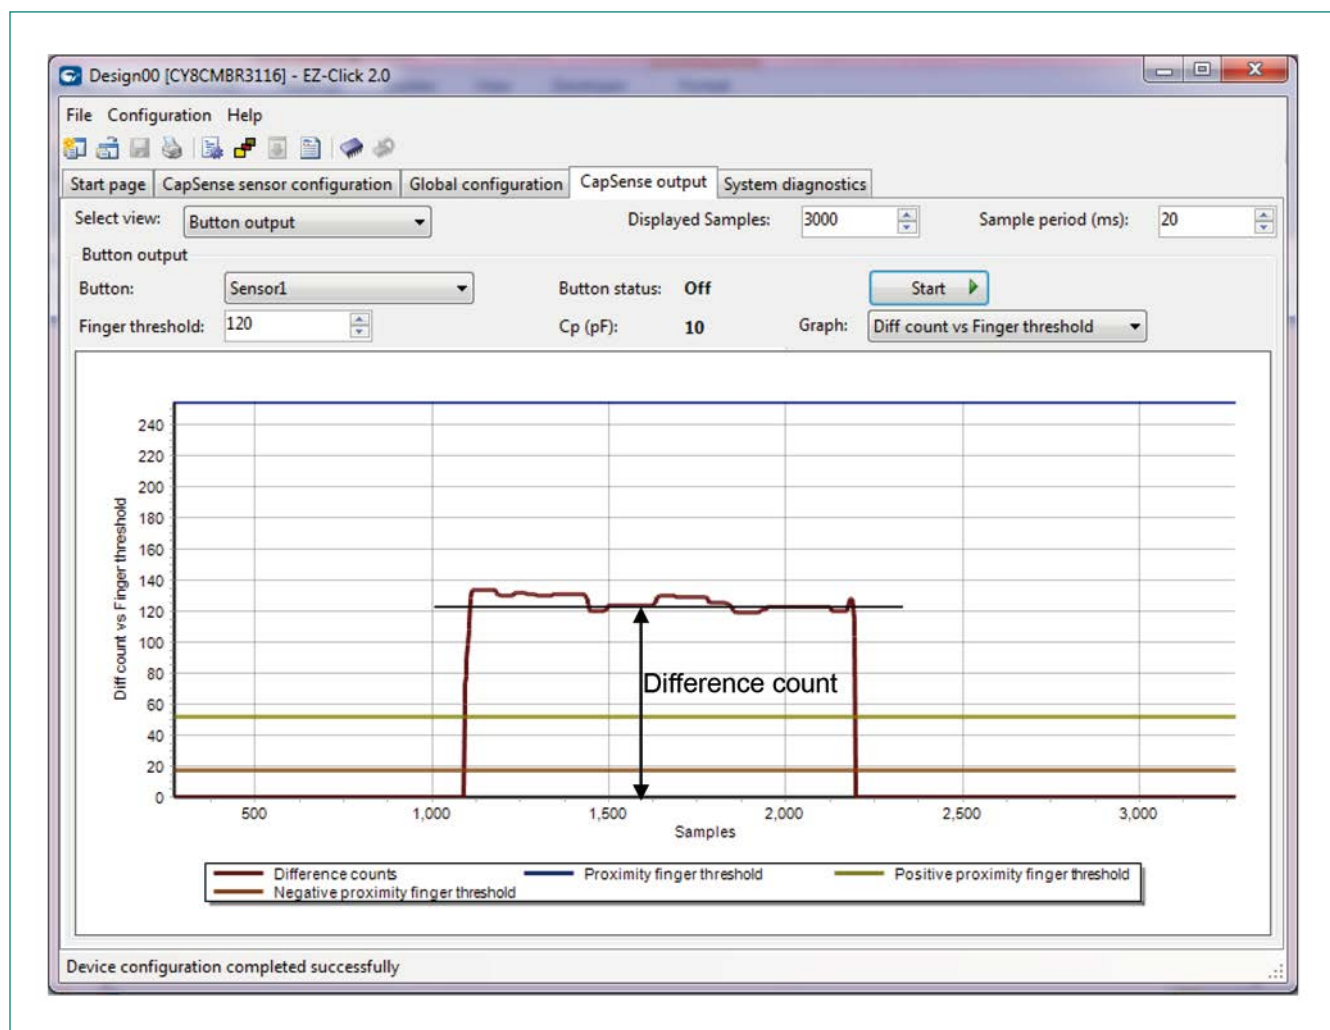 Design00 [CY8CMBR3116] - EZ-Click 2.0
File Configuration Help
Start page CapSense sensor configuration Global configuration CapSense output System diagnostics
Select view: Button output Displayed Samples: 3000 Sample period (ms): 20
Button output
Button: Sensor1 Button status: Off Start
Finger threshold: 120 Cp (pF): 10 Graph: Diff count vs Finger threshold
Diff count vs Finger threshold
240
220
200
180
160
140
120
100
80
60
40
20
0
Difference count
500 1,000 1,500 2,000 2,500 3,000
Samples
Difference counts Proximity finger threshold Positive proximity finger threshold
Negative proximity finger threshold
Device configuration completed successfully